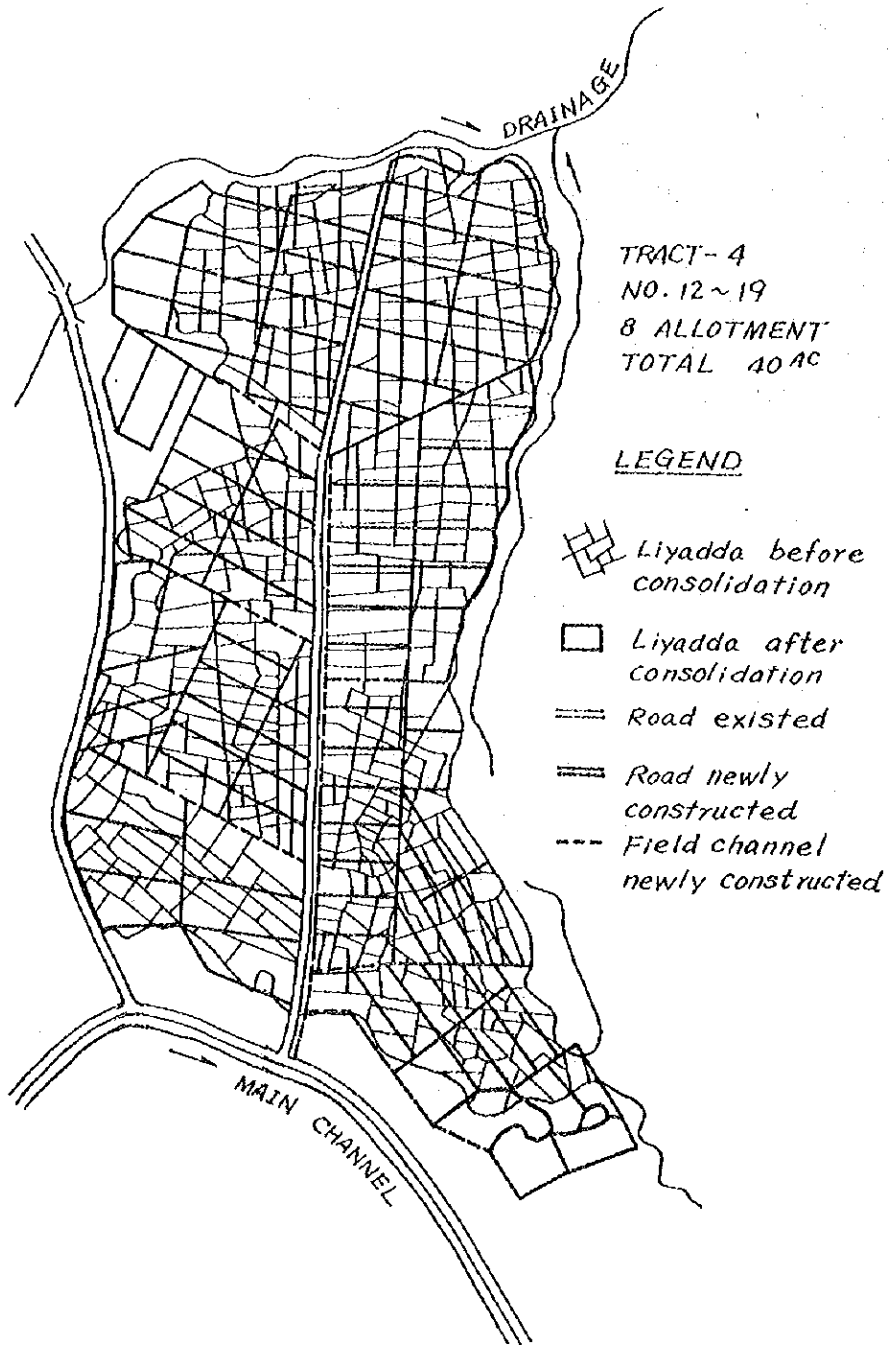 DRAINAGE
TRACT-4
NO. 12~19
8 ALLOTMENT
TOTAL 40 AC
LEGEND
Liyadda before
consolidation
Liyadda after
consolidation
Road existed
Road newly
constructed
Field channel
newly constructed
MAIN CHANNEL